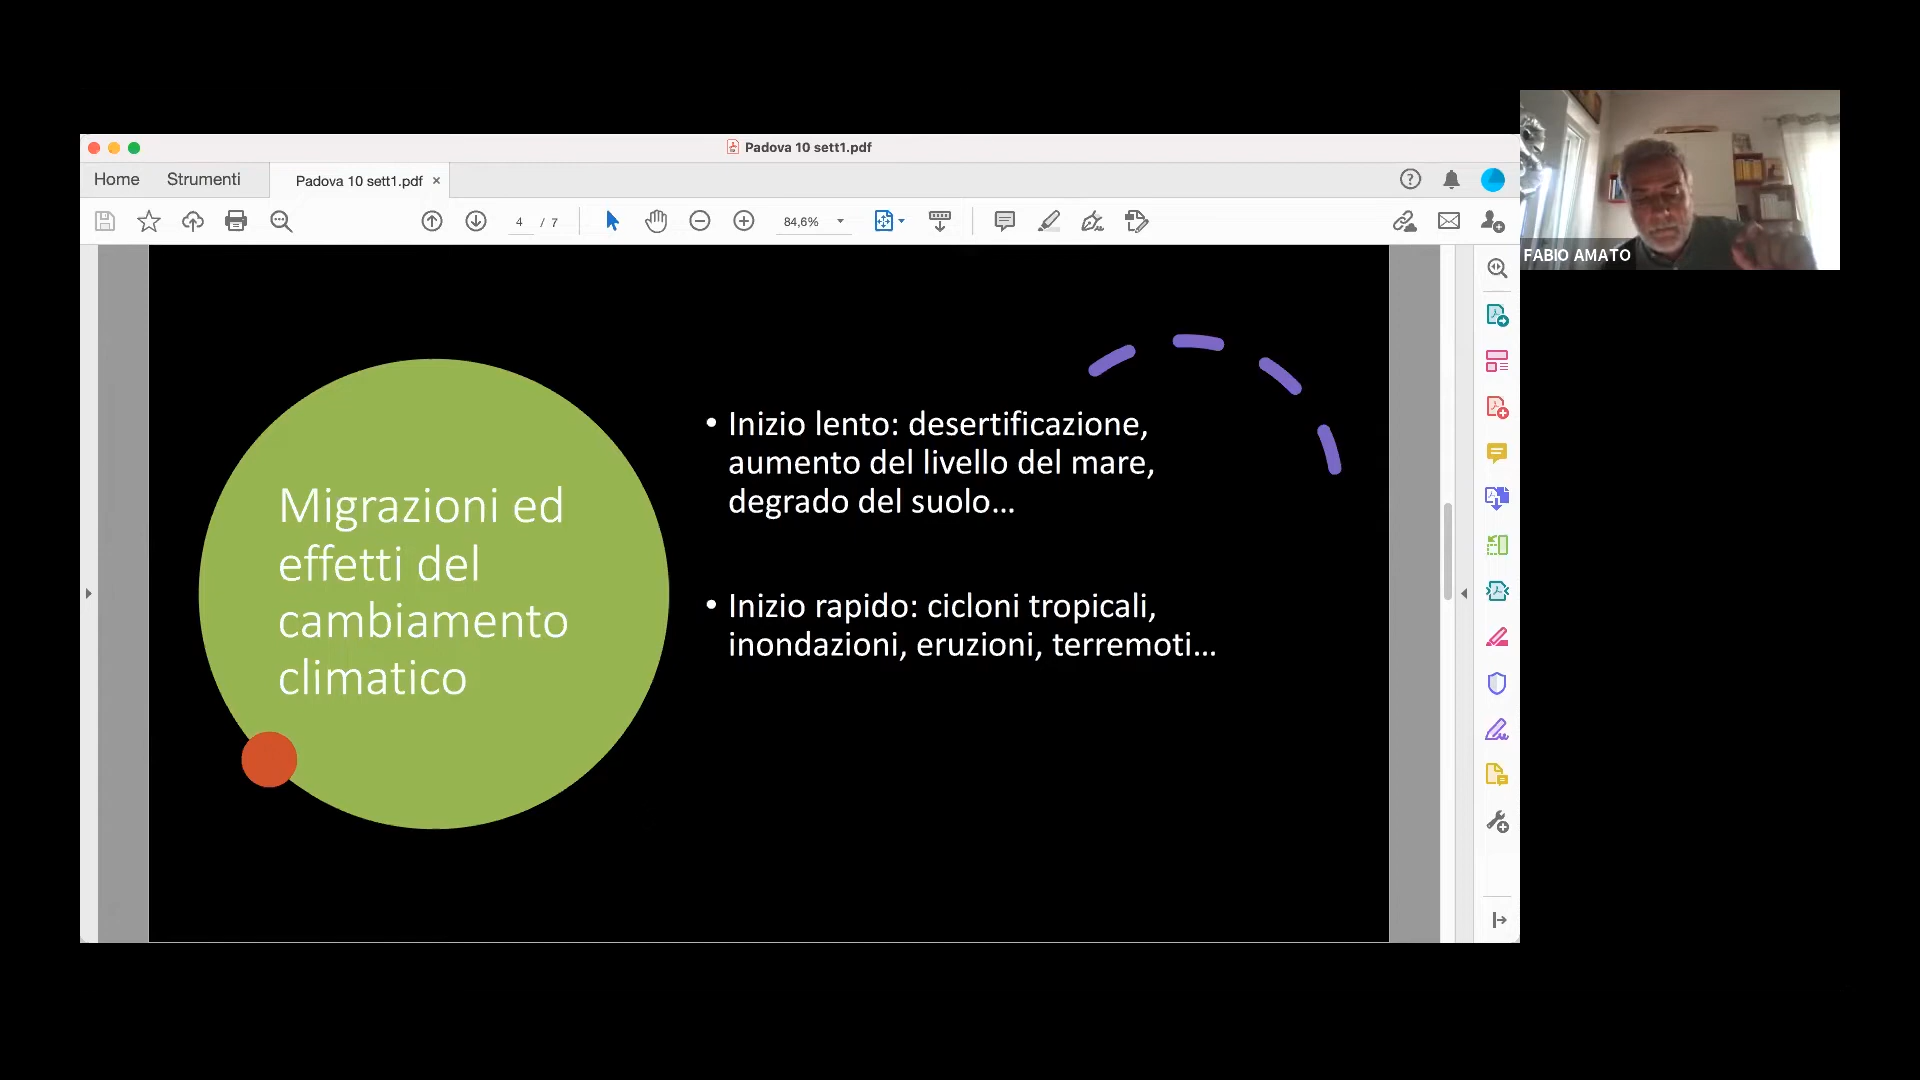 Padova 10 sett1.pdf
Home Strumenti Padova 10 sett1.pdf ×
4 / 7 84,6%
FABIO AMATO
Migrazioni ed
effetti del
cambiamento
climatico
• Inizio lento: desertificazione,
aumento del livello del mare,
degrado del suolo...
• Inizio rapido: cicloni tropicali,
inondazioni, eruzioni, terremoti...